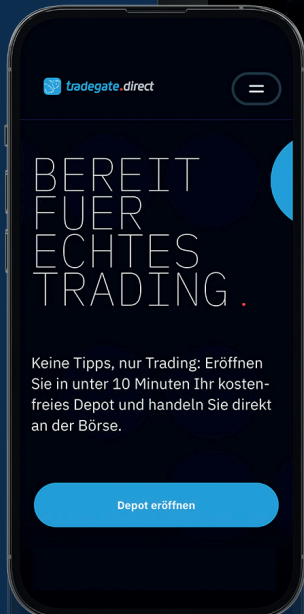 tradegate.direct
BEREIT
FUER
ECHTES
TRADING.
Keine Tipps, nur Trading: Eröffnen
Sie in unter 10 Minuten Ihr kosten-
freies Depot und handeln Sie direkt
an der Börse.
Depot eröffnen